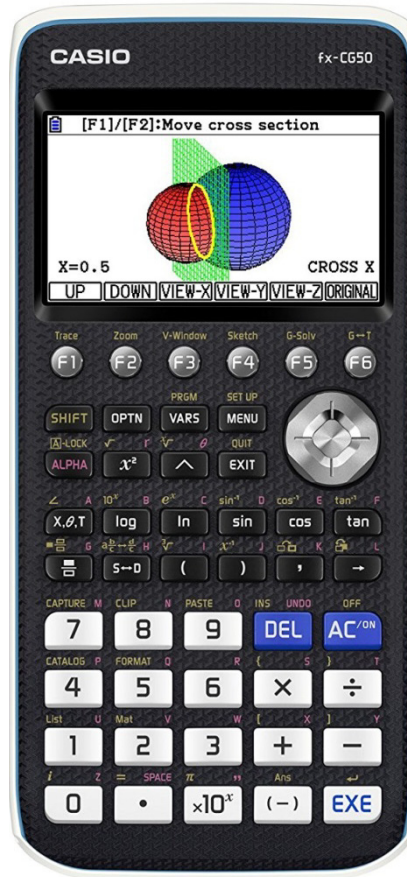 CASIO fx-CG50
[F1]/[F2]:Move cross section
X=0.5 CROSS X
UP DOWN VIEW-X VIEW-Y VIEW-Z ORIGINAL
Trace Zoom V-Window Sketch G-Solv G↔T
F1 F2 F3 F4 F5 F6
PRGM SET UP
SHIFT OPTN VARS MENU
A-LOCK √ r ∛ θ QUIT
ALPHA x² ^ EXIT
∠ A 10ˣ B eˣ C sin⁻¹ D cos⁻¹ E tan⁻¹ F
X,θ,T log ln sin cos tan
G H ∛ I x⁻¹ J K L
S↔D ( ) , →
CAPTURE M CLIP N PASTE O INS UNDO OFF
7 8 9 DEL AC/ON
CATALOG P FORMAT Q R { S } T
4 5 6 × ÷
List U Mat V W [ X ] Y
1 2 3 + −
i Z = SPACE π " Ans ↵
0 • ×10ˣ (−) EXE